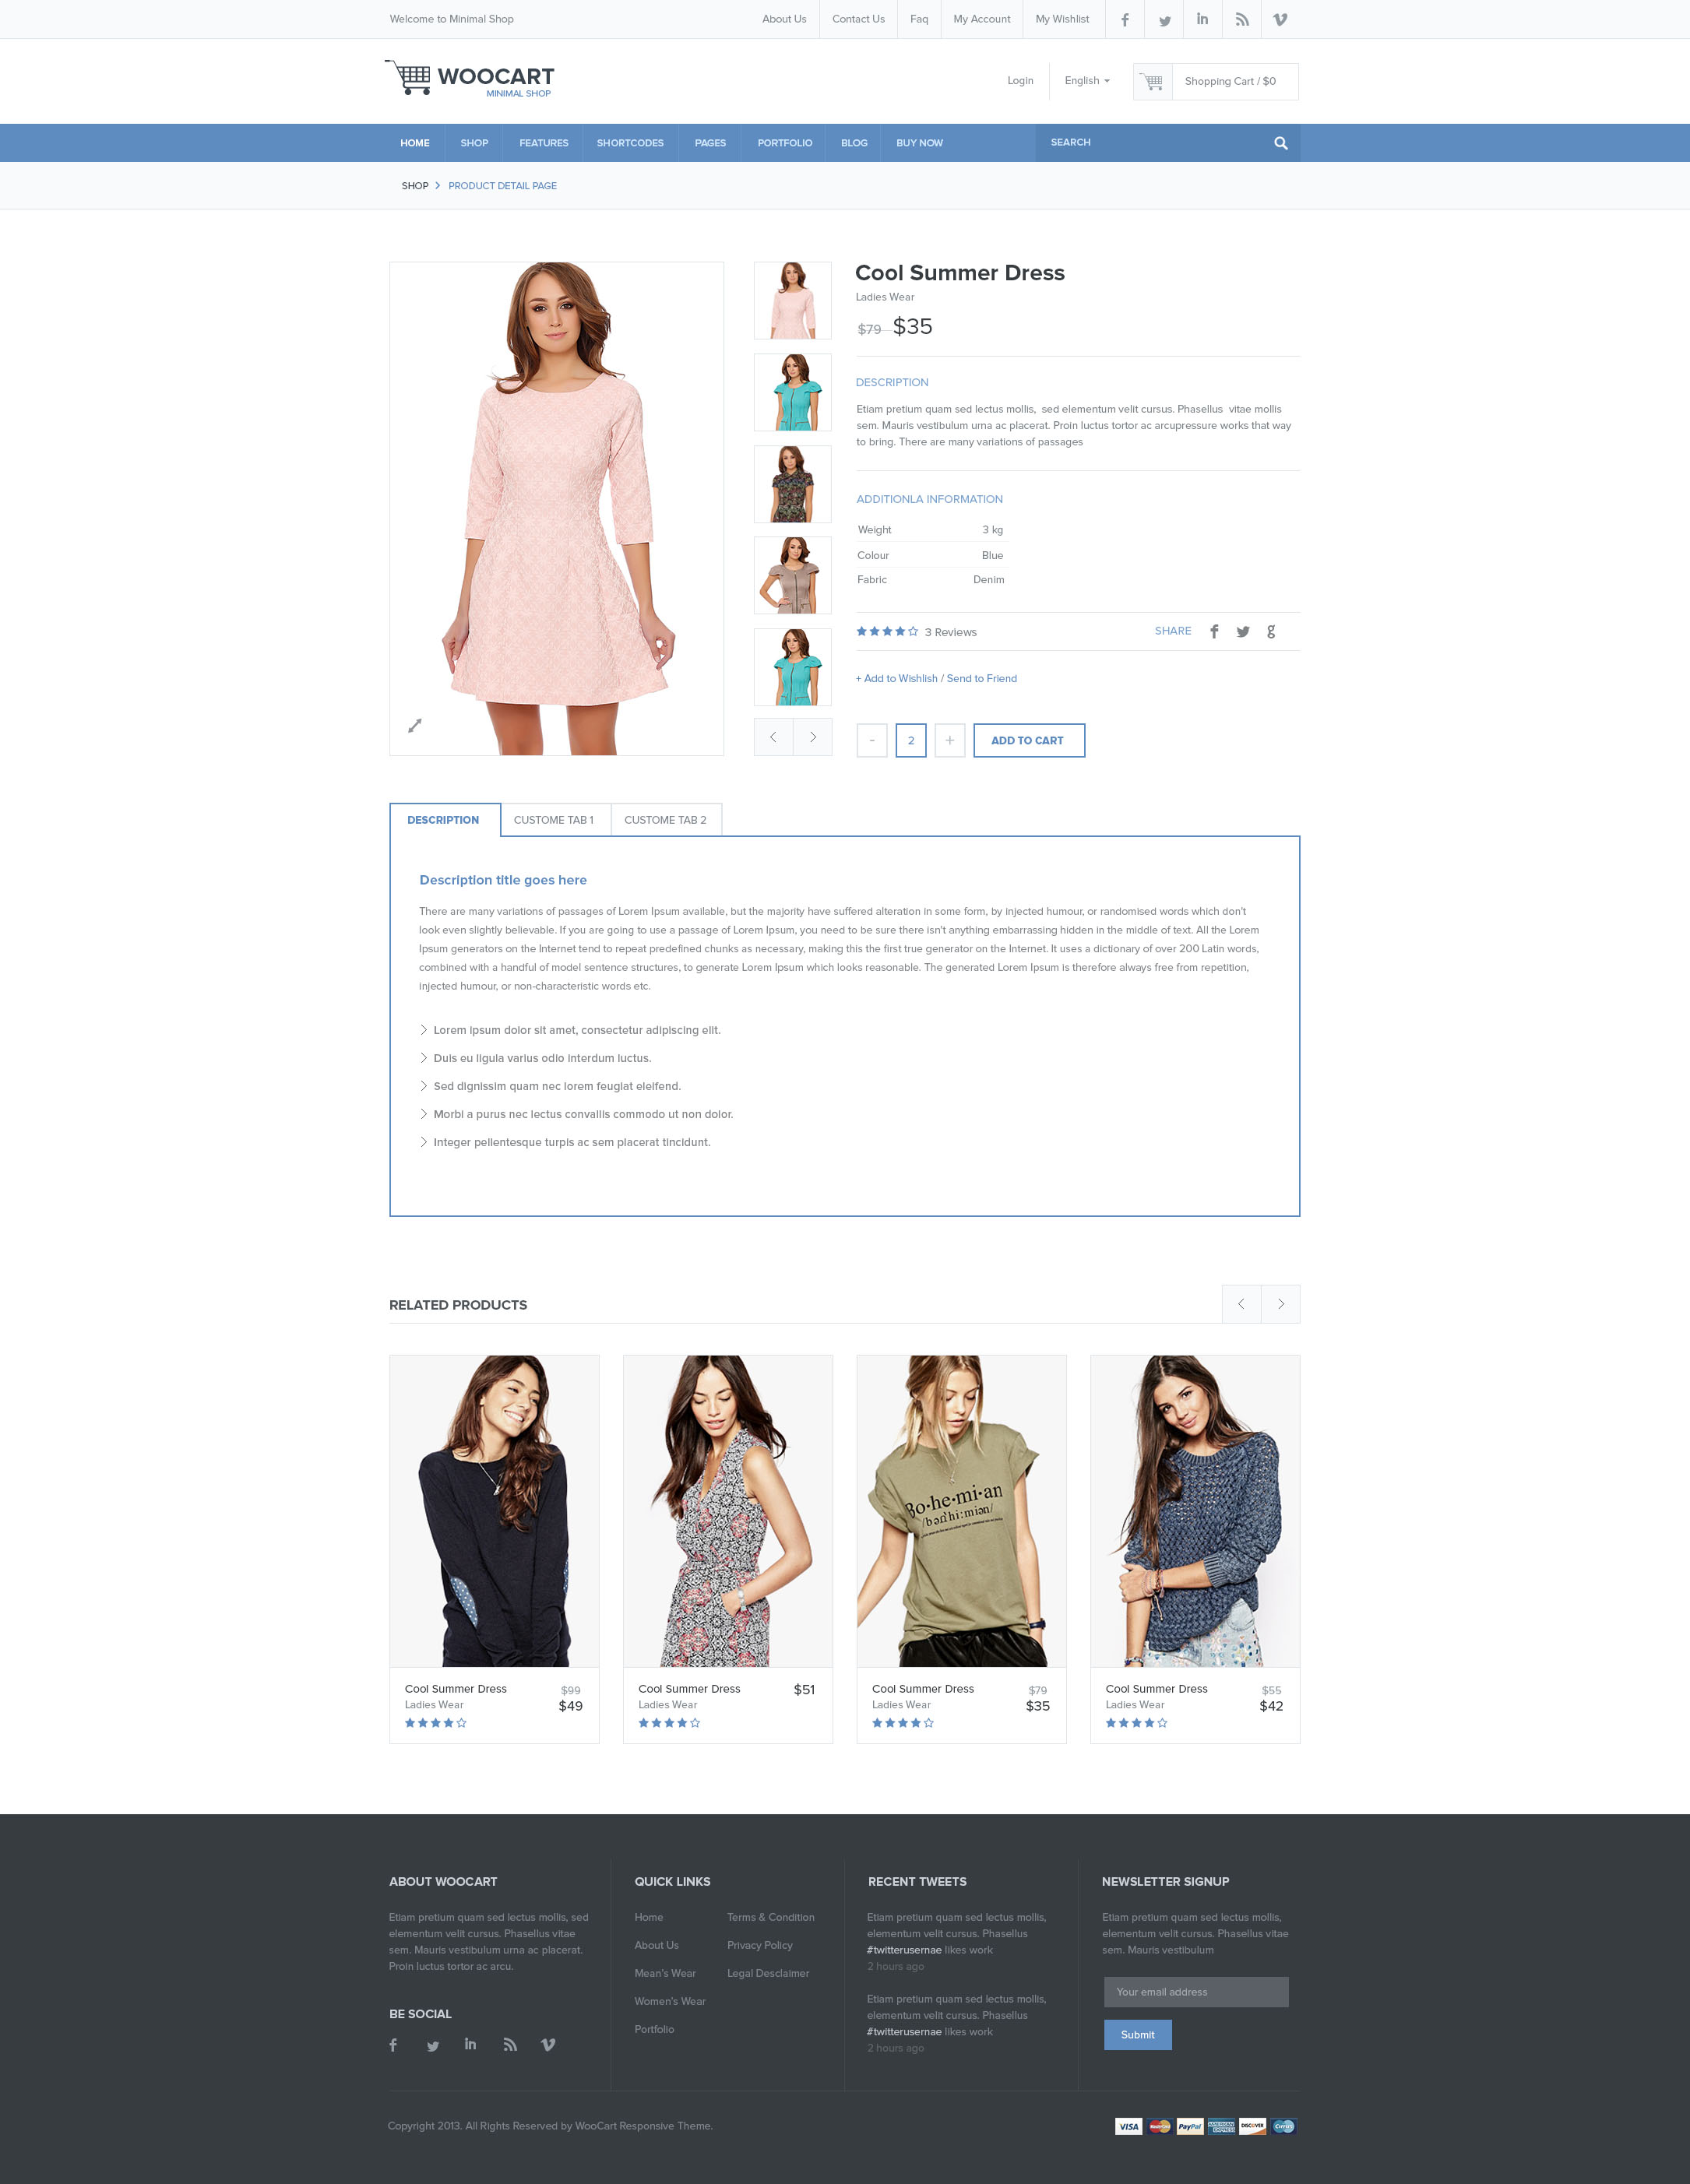 Welcome to Minimal Shop
About Us
Contact Us
Faq
My Account
My Wishlist
WOOCART
MINIMAL SHOP
Login
English
Shopping Cart / $0
HOME
SHOP
FEATURES
SHORTCODES
PAGES
PORTFOLIO
BLOG
BUY NOW
SEARCH
SHOP
PRODUCT DETAIL PAGE
Cool Summer Dress
Ladies Wear
$79 $35
DESCRIPTION
Etiam pretium quam sed lectus mollis, sed elementum velit cursus. Phasellus vitae mollis
sem. Mauris vestibulum urna ac placerat. Proin luctus tortor ac arcupressure works that way
to bring. There are many variations of passages
ADDITIONLA INFORMATION
Weight 3 kg
Colour Blue
Fabric Denim
3 Reviews
SHARE
+ Add to Wishlish / Send to Friend
- 2 +
ADD TO CART
DESCRIPTION
CUSTOME TAB 1
CUSTOME TAB 2
Description title goes here
There are many variations of passages of Lorem Ipsum available, but the majority have suffered alteration in some form, by injected humour, or randomised words which don't
look even slightly believable. If you are going to use a passage of Lorem Ipsum, you need to be sure there isn't anything embarrassing hidden in the middle of text. All the Lorem
Ipsum generators on the Internet tend to repeat predefined chunks as necessary, making this the first true generator on the Internet. It uses a dictionary of over 200 Latin words,
combined with a handful of model sentence structures, to generate Lorem Ipsum which looks reasonable. The generated Lorem Ipsum is therefore always free from repetition,
injected humour, or non-characteristic words etc.
Lorem ipsum dolor sit amet, consectetur adipiscing elit.
Duis eu ligula varius odio interdum luctus.
Sed dignissim quam nec lorem feugiat eleifend.
Morbi a purus nec lectus convallis commodo ut non dolor.
Integer pellentesque turpis ac sem placerat tincidunt.
RELATED PRODUCTS
Bo·he·mi·an
Cool Summer Dress
Ladies Wear
$99
$49
Cool Summer Dress
Ladies Wear
$51
Cool Summer Dress
Ladies Wear
$79
$35
Cool Summer Dress
Ladies Wear
$55
$42
ABOUT WOOCART
Etiam pretium quam sed lectus mollis, sed
elementum velit cursus. Phasellus vitae
sem. Mauris vestibulum urna ac placerat.
Proin luctus tortor ac arcu.
BE SOCIAL
QUICK LINKS
Home
About Us
Mean's Wear
Women's Wear
Portfolio
Terms & Condition
Privacy Policy
Legal Desclaimer
RECENT TWEETS
Etiam pretium quam sed lectus mollis,
elementum velit cursus. Phasellus
#twitterusernae likes work
2 hours ago
Etiam pretium quam sed lectus mollis,
elementum velit cursus. Phasellus
#twitterusernae likes work
2 hours ago
NEWSLETTER SIGNUP
Etiam pretium quam sed lectus mollis,
elementum velit cursus. Phasellus vitae
sem. Mauris vestibulum
Your email address
Submit
Copyright 2013. All Rights Reserved by WooCart Responsive Theme.
VISA
MasterCard
PayPal
AMERICAN EXPRESS
DISCOVER
Cirrus